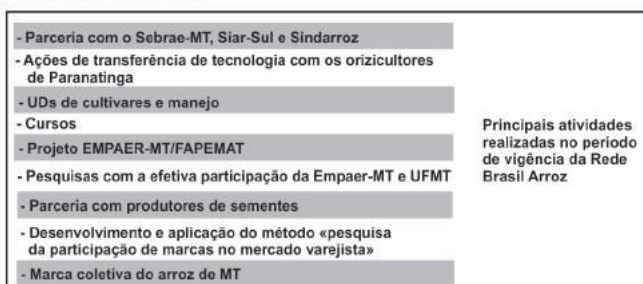 - Parceria com o Sebrae-MT, Siar-Sul e Sindarroz
- Ações de transferência de tecnologia com os orizicultores
de Paranatinga
- UDs de cultivares e manejo
- Cursos
- Projeto EMPAER-MT/FAPEMAT
- Pesquisas com a efetiva participação da Empaer-MT e UFMT
- Parceria com produtores de sementes
- Desenvolvimento e aplicação do método «pesquisa
da participação de marcas no mercado varejista»
- Marca coletiva do arroz de MT
Principais atividades
realizadas no período
de vigência da Rede
Brasil Arroz